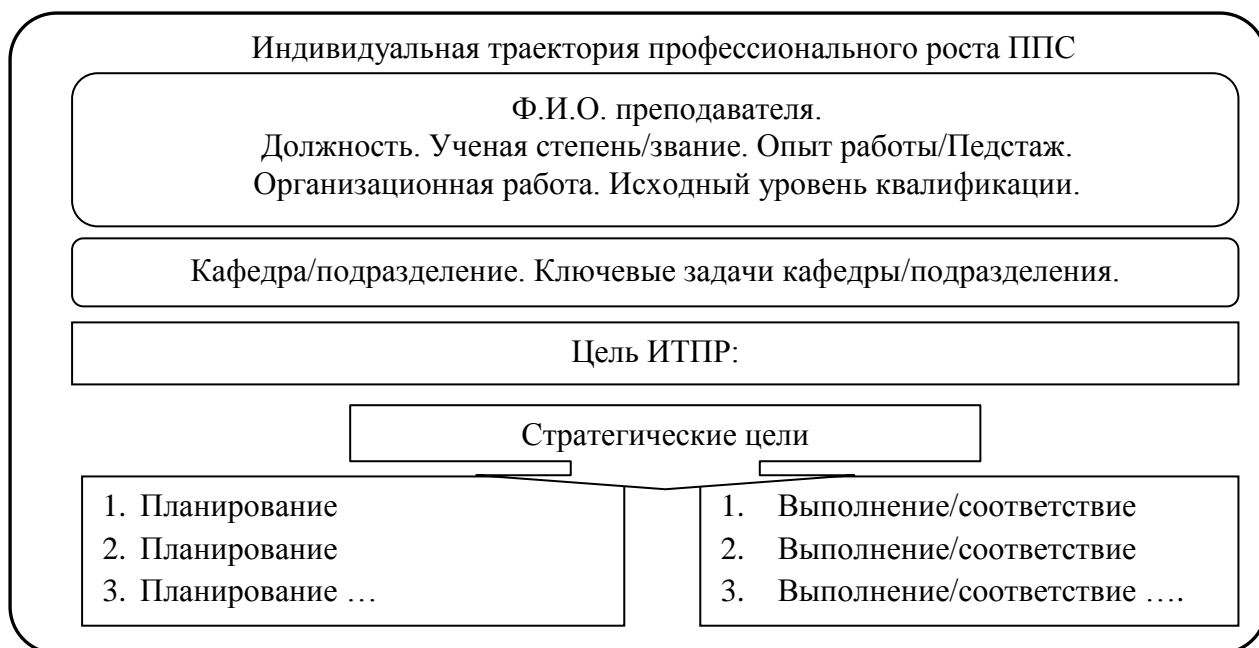 Индивидуальная траектория профессионального роста ППС
Ф.И.О. преподавателя.
Должность. Ученая степень/звание. Опыт работы/Педстаж.
Организационная работа. Исходный уровень квалификации.
Кафедра/подразделение. Ключевые задачи кафедры/подразделения.
Цель ИТПР:
Стратегические цели
1. Планирование
2. Планирование
3. Планирование …
1. Выполнение/соответствие
2. Выполнение/соответствие
3. Выполнение/соответствие ….